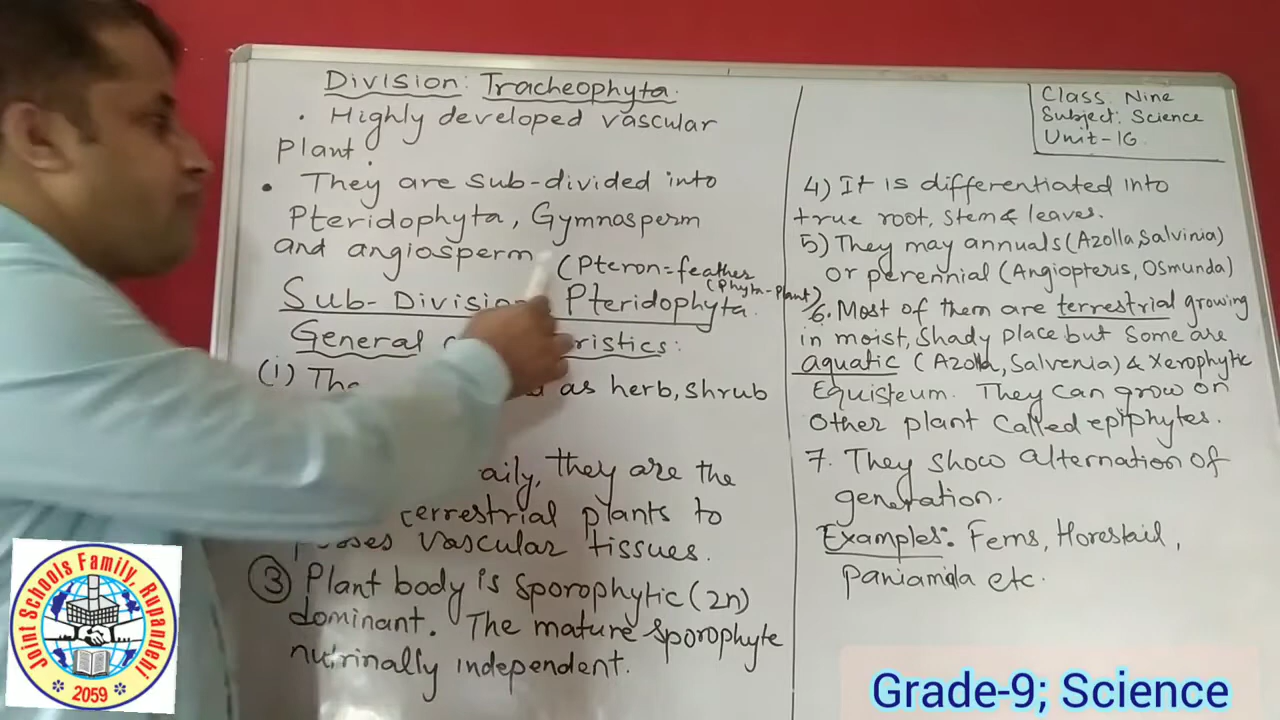 Division: Tracheophyta.
• Highly developed vascular
plant.
• They are sub-divided into
Pteridophyta, Gymnosperm
and angiosperm
(Pteron=feather
(Phyta-plant)
Sub-Division Pteridophyta.
General ristics:
(i) The as herb, shrub
aily, they are the
terrestrial plants to
vascular tissues.
③ Plant body is sporophytic (2n)
dominant. The mature sporophyte
nutrinally independent.
Class: Nine
Subject: Science
Unit-16
4) It is differentiated into
true root, stem & leaves.
5) They may annuals (Azolla, Salvinia)
or perennial (Angiopteris, Osmunda)
6. Most of them are terrestrial growing
in moist, Shady place but some are
aquatic (Azolla, Salvenia) & Xerophytic
Equisteum. They can grow on
other plant called epiphytes.
7. They show alternation of
generation.
Examples: Ferns, Horestail,
paniamala etc.
Joint Schools Family, Rupandehi
2059
Grade-9; Science